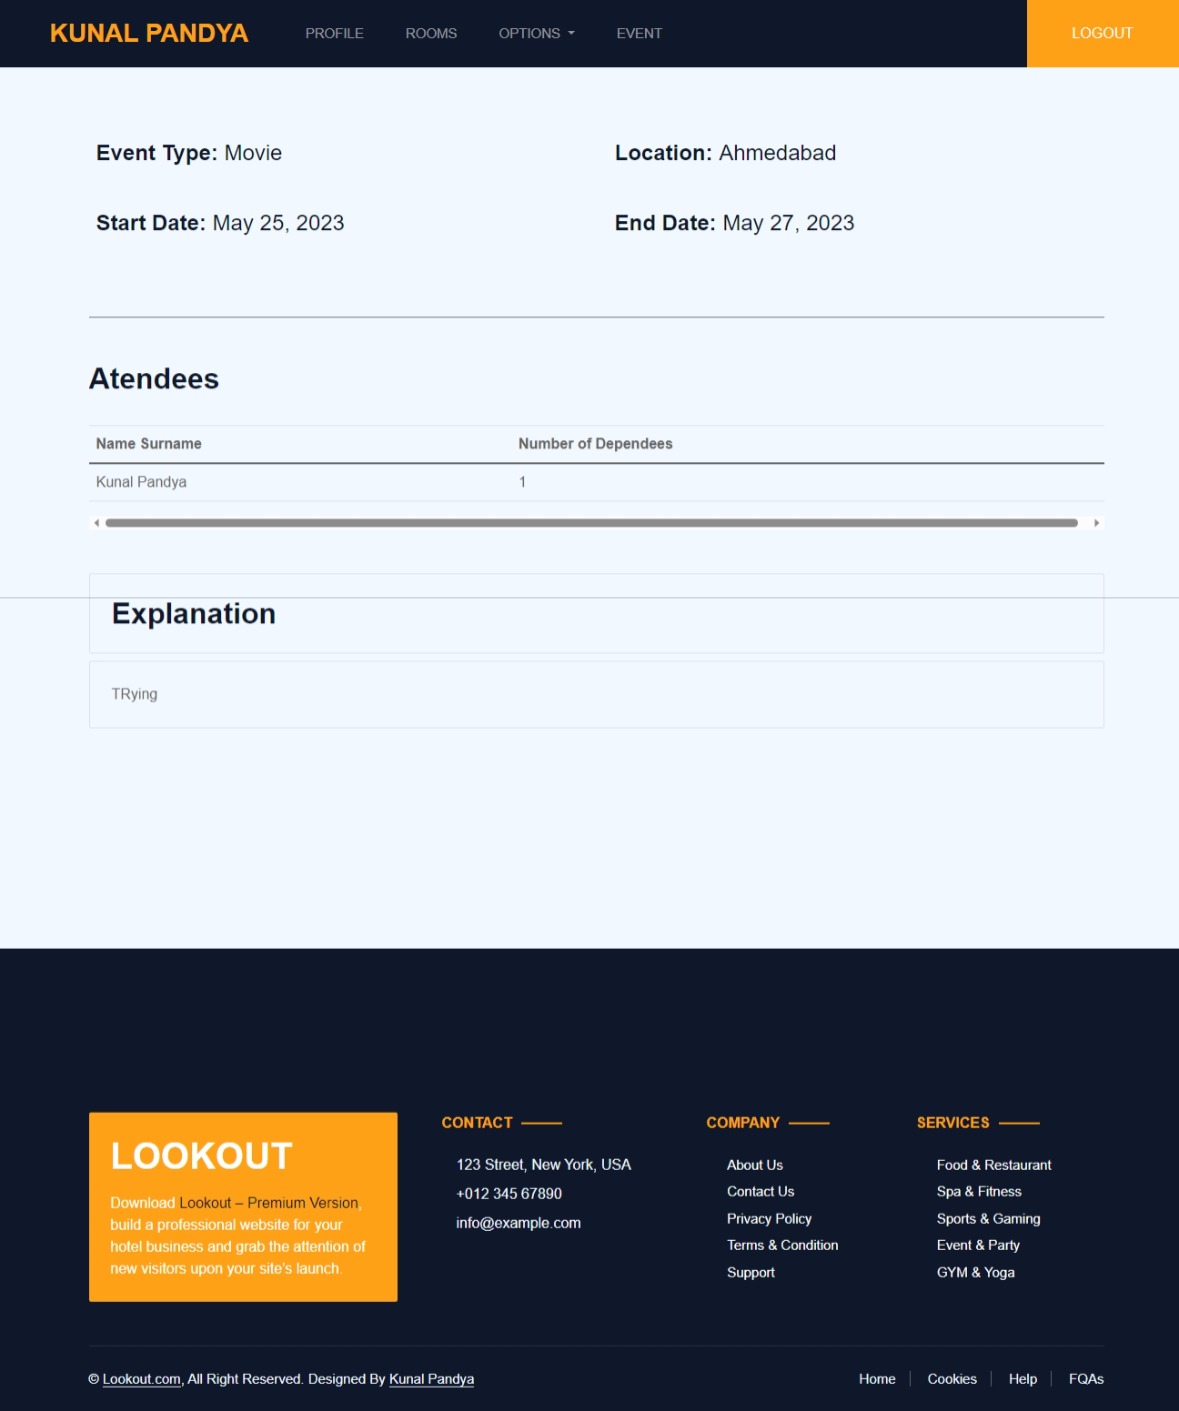 KUNAL PANDYA PROFILE ROOMS OPTIONS EVENT LOGOUT
Event Type: Movie Location: Ahmedabad
Start Date: May 25, 2023 End Date: May 27, 2023
Atendees
Name Surname Number of Dependees
Kunal Pandya 1
Explanation
TRying
LOOKOUT
Download Lookout – Premium Version,
build a professional website for your
hotel business and grab the attention of
new visitors upon your site's launch.
CONTACT
123 Street, New York, USA
+012 345 67890
info@example.com
COMPANY
About Us
Contact Us
Privacy Policy
Terms & Condition
Support
SERVICES
Food & Restaurant
Spa & Fitness
Sports & Gaming
Event & Party
GYM & Yoga
© Lookout.com, All Right Reserved. Designed By Kunal Pandya Home Cookies Help FQAs